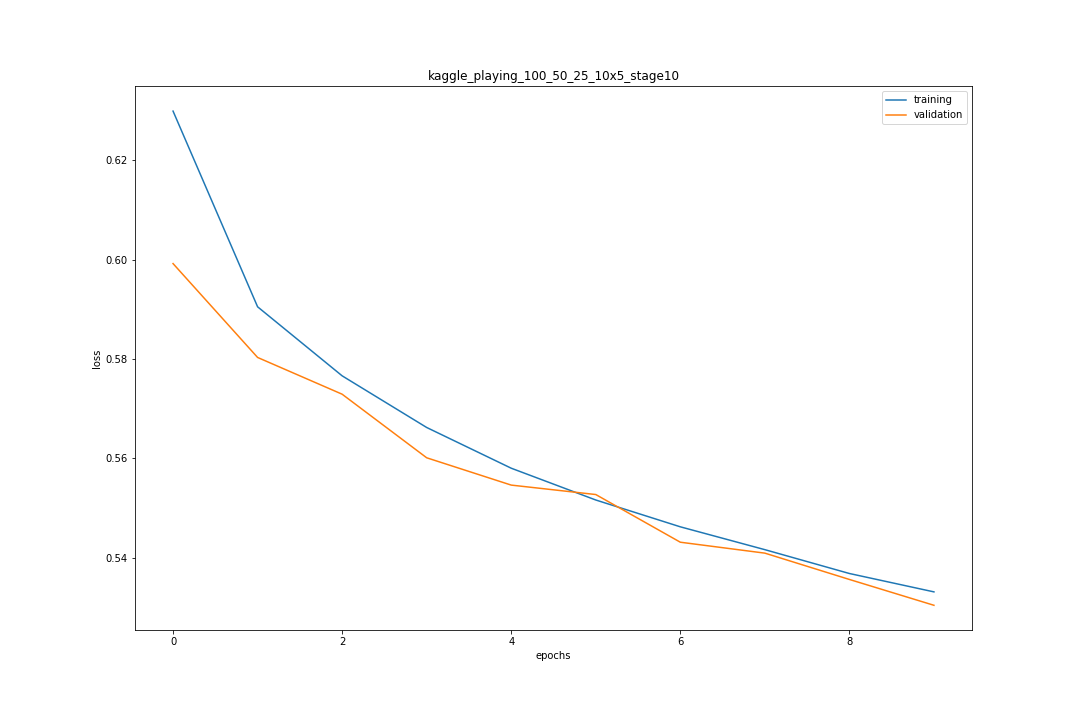 kaggle_playing_100_50_25_10x5_stage10
training
validation
0.62
0.60
0.58
0.56
0.54
loss
0
2
4
6
8
epochs